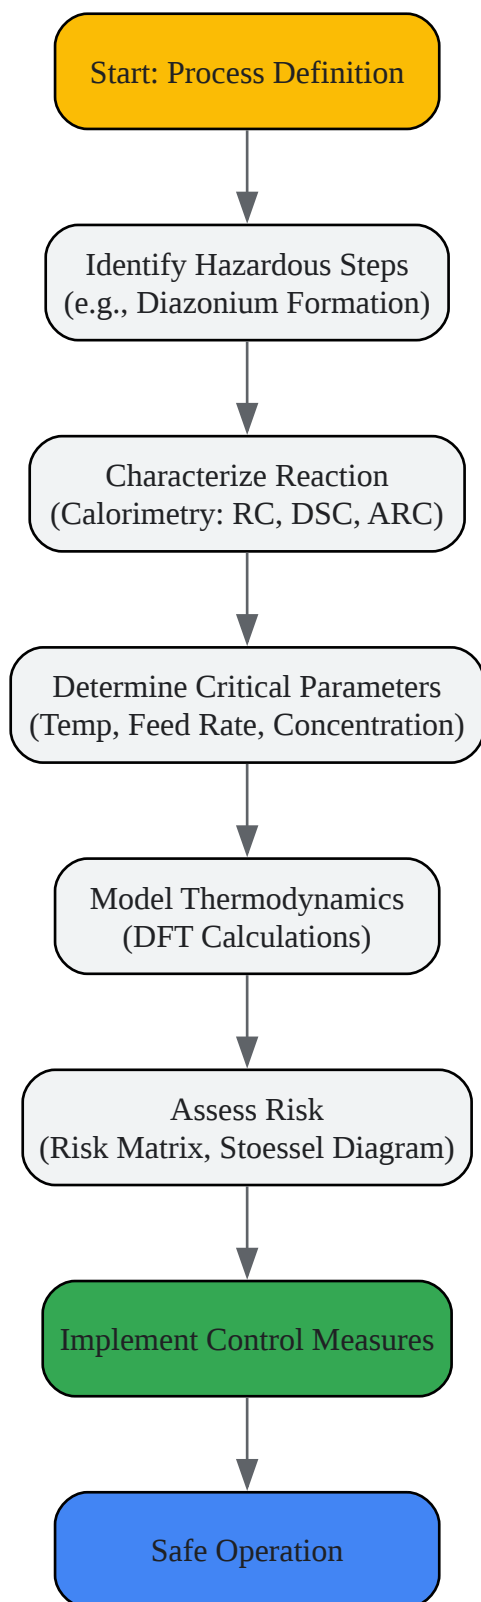 Start: Process Definition
Identify Hazardous Steps
(e.g., Diazonium Formation)
Characterize Reaction
(Calorimetry: RC, DSC, ARC)
Determine Critical Parameters
(Temp, Feed Rate, Concentration)
Model Thermodynamics
(DFT Calculations)
Assess Risk
(Risk Matrix, Stoessel Diagram)
Implement Control Measures
Safe Operation